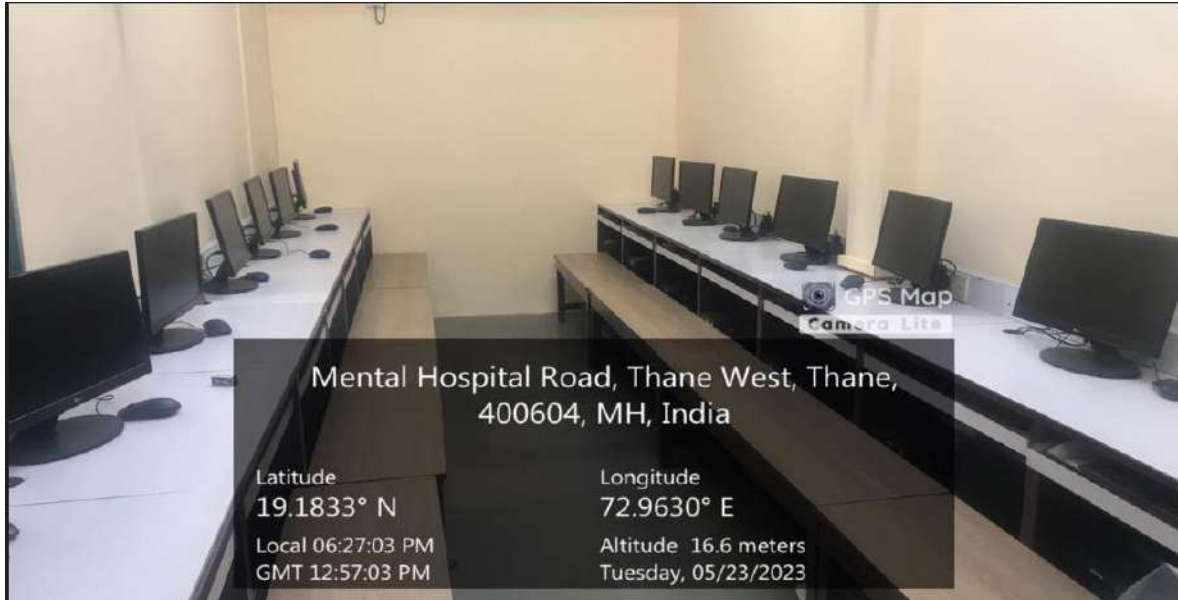 GPS Map
Camera Lite
Mental Hospital Road, Thane West, Thane,
400604, MH, India
Latitude
19.1833° N
Local 06:27:03 PM
GMT 12:57:03 PM
Longitude
72.9630° E
Altitude 16.6 meters
Tuesday, 05/23/2023